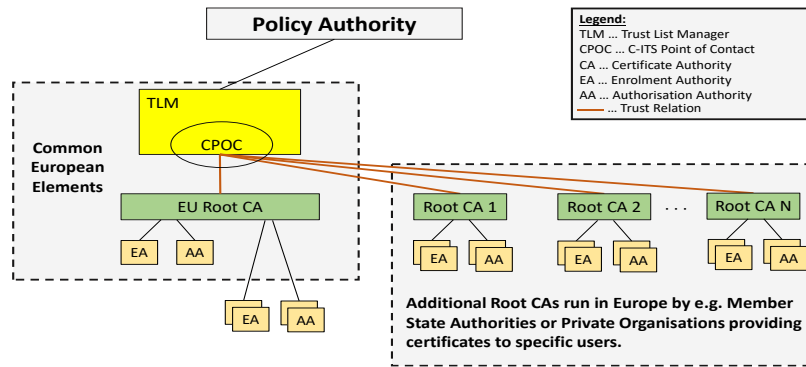 Policy Authority
Legend:
TLM ... Trust List Manager
CPOC ... C-ITS Point of Contact
CA ... Certificate Authority
EA ... Enrolment Authority
AA ... Authorisation Authority
... Trust Relation
TLM
CPOC
Common
European
Elements
EU Root CA
EA
AA
EA
AA
Root CA 1
Root CA 2
. . .
Root CA N
EA
AA
EA
AA
EA
AA
Additional Root CAs run in Europe by e.g. Member
State Authorities or Private Organisations providing
certificates to specific users.